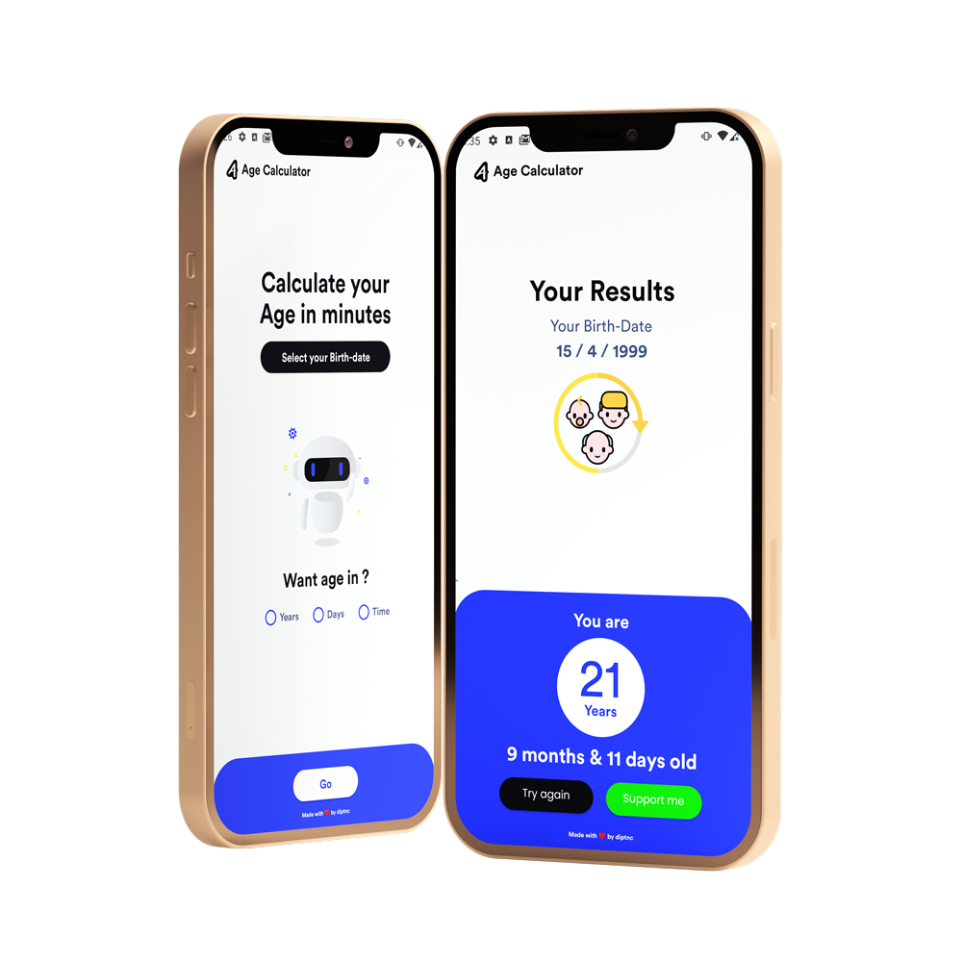 Age Calculator
Calculate your
Age in minutes
Select your Birth-date
Want age in ?
Years
Days
Time
Go
Made with ❤ by diptnc
:35
Age Calculator
Your Results
Your Birth-Date
15 / 4 / 1999
You are
21
Years
9 months & 11 days old
Try again
Support me
Made with ❤ by diptnc